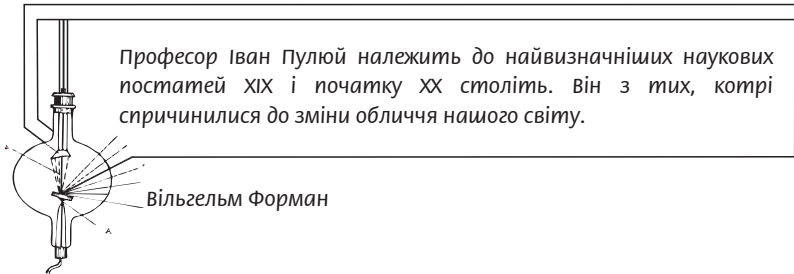 Професор Іван Пулюй належить до найвизначніших наукових
постатей XIX і початку XX століть. Він з тих, котрі
спричинилися до зміни обличчя нашого світу.
Вільгельм Форман
A